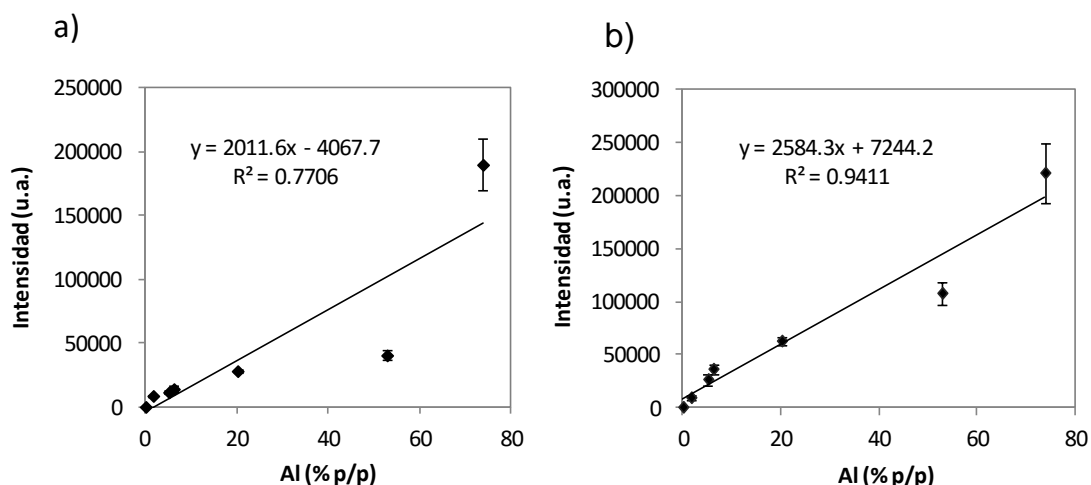 a)
250000
200000
150000
100000
50000
0
Intensidad (u.a.)
y = 2011.6x - 4067.7
R² = 0.7706
0 20 40 60 80
Al (% p/p)
b)
300000
250000
200000
150000
100000
50000
0
Intensidad (u.a.)
y = 2584.3x + 7244.2
R² = 0.9411
0 20 40 60 80
Al (% p/p)